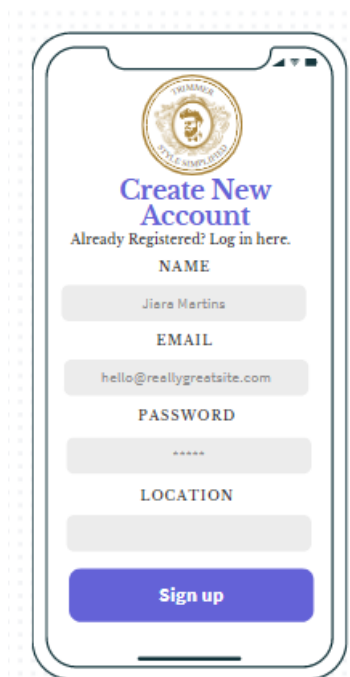 TRIMMER
STYLE SIMPLIFIED
Create New
Account
Already Registered? Log in here.
NAME
Jiara Martins
EMAIL
hello@reallygreatsite.com
PASSWORD
*****
LOCATION
Sign up